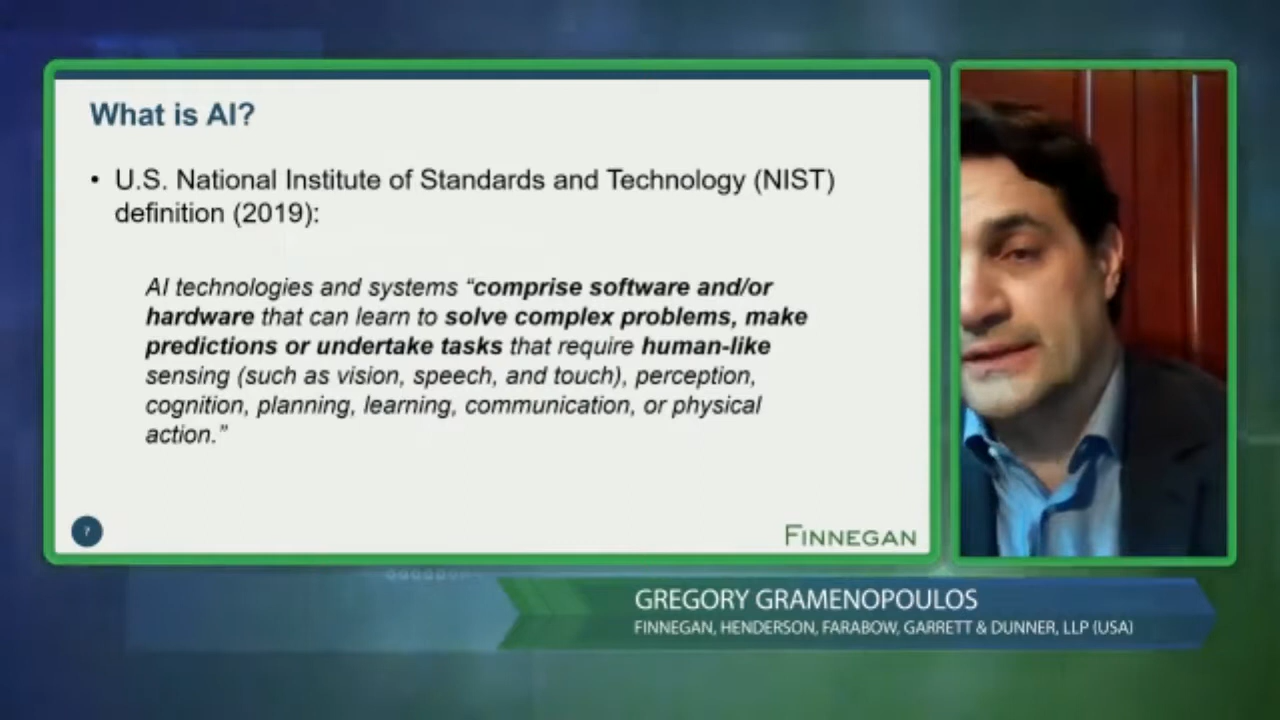 What is AI?
• U.S. National Institute of Standards and Technology (NIST)
definition (2019):
AI technologies and systems “comprise software and/or
hardware that can learn to solve complex problems, make
predictions or undertake tasks that require human-like
sensing (such as vision, speech, and touch), perception,
cognition, planning, learning, communication, or physical
action.”
7
FINNEGAN
GREGORY GRAMENOPOULOS
FINNEGAN, HENDERSON, FARABOW, GARRETT & DUNNER, LLP (USA)